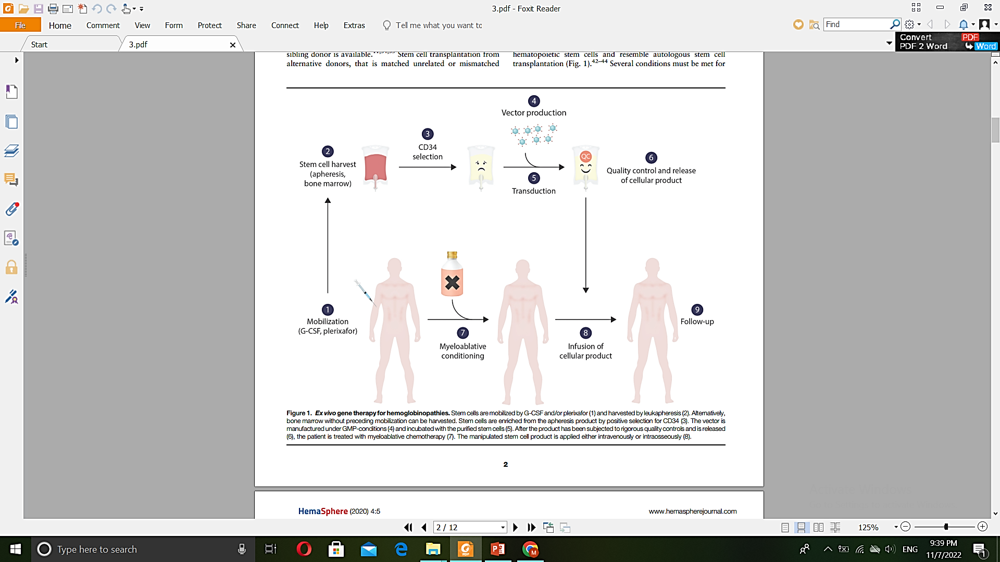 3.pdf - Foxit Reader
File
Home
Comment
View
Form
Protect
Share
Connect
Help
Extras
Tell me what you want to
Find
Start
3.pdf
Convert PDF
PDF 2 Word Word
sibling donor is available. Stem cell transplantation from
alternative donors, that is matched unrelated or mismatched
hematopoietic stem cells and resemble autologous stem cell
transplantation (Fig. 1).42–44 Several conditions must be met for
4
Vector production
3
CD34
selection
2
Stem cell harvest
(apheresis,
bone marrow)
QC
6
Quality control and release
of cellular product
5
Transduction
1
Mobilization
(G-CSF, plerixafor)
7
Myeloablative
conditioning
8
Infusion of
cellular product
9
Follow-up
Figure 1. Ex vivo gene therapy for hemoglobinopathies. Stem cells are mobilized by G-CSF and/or plerixafor (1) and harvested by leukapheresis (2). Alternatively,
bone marrow without preceding mobilization can be harvested. Stem cells are enriched from the apheresis product by positive selection for CD34 (3). The vector is
manufactured under GMP-conditions (4) and incubated with the purified stem cells (5). After the product has been subjected to rigorous quality controls and is released
(6), the patient is treated with myeloablative chemotherapy (7). The manipulated stem cell product is applied either intravenously or intraosseously (8).
2
HemaSphere (2020) 4:5
www.hemaspherejournal.com
2 / 12
125%
Type here to search
ENG
9:39 PM
11/7/2022
1